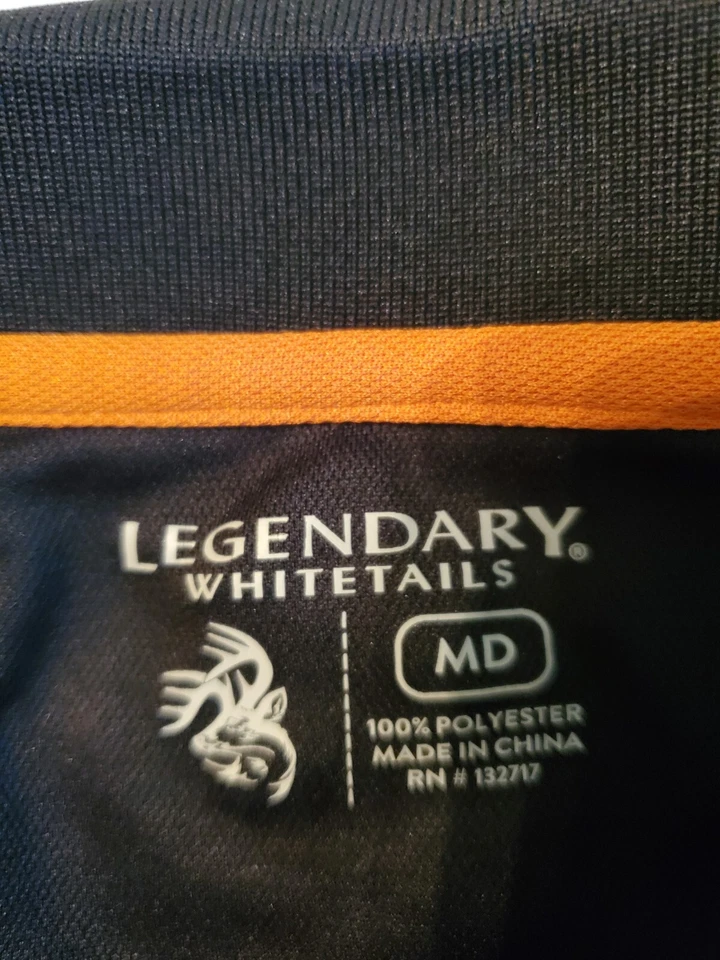 LEGENDARY®
WHITETAILS
MD
100% POLYESTER
MADE IN CHINA
RN # 132717